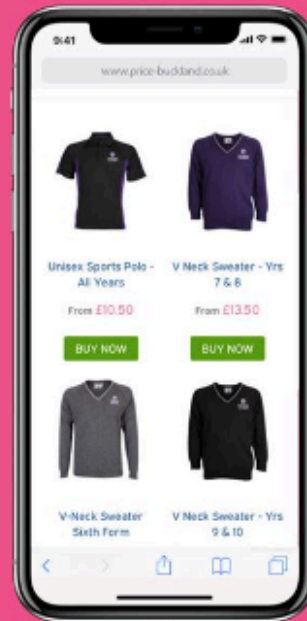 9:41
www.price-buckland.co.uk
Unisex Sports Polo -
All Years
From £10.50
BUY NOW
V Neck Sweater - Yrs
7 & 8
From £13.50
BUY NOW
V-Neck Sweater
Sixth Form
V Neck Sweater - Yrs
9 & 10